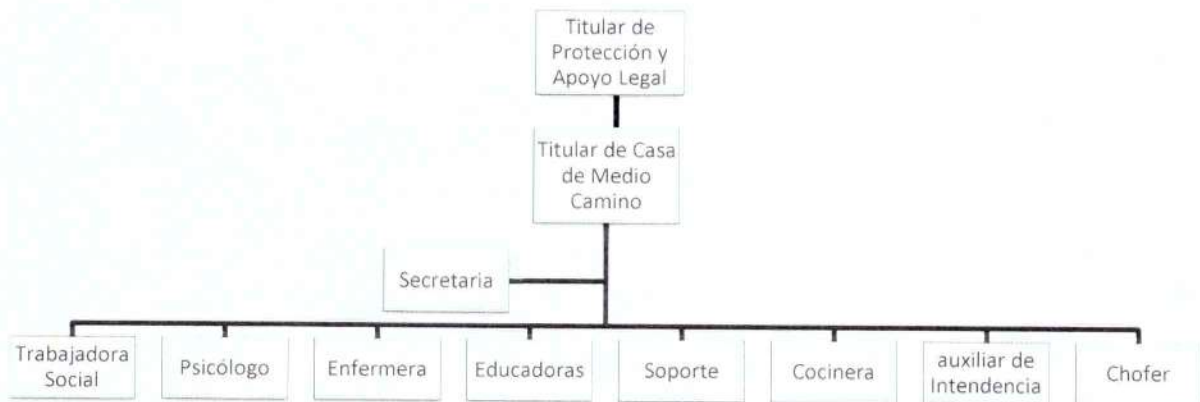 Titular de
Protección y
Apoyo Legal
Titular de Casa
de Medio
Camino
Secretaria
Trabajadora
Social
Psicólogo
Enfermera
Educadoras
Soporte
Cocinera
auxiliar de
Intendencia
Chofer